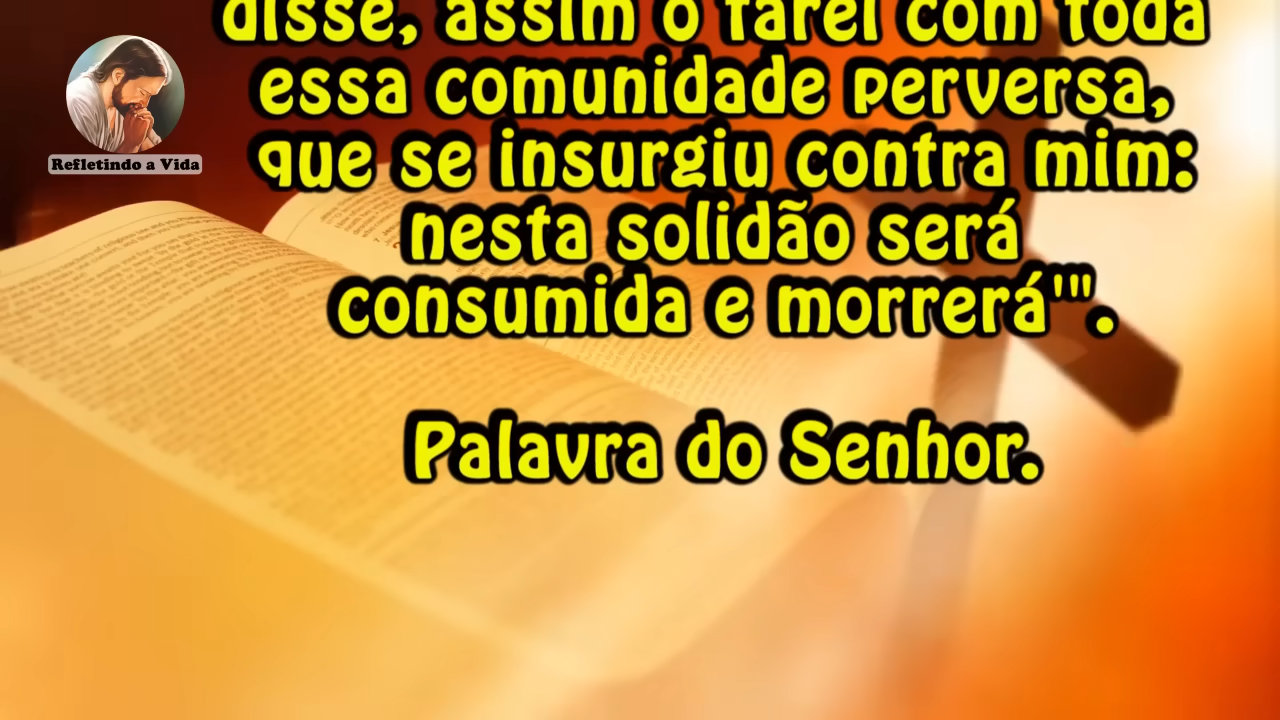 disse, assim o farei com toda
essa comunidade perversa,
que se insurgiu contra mim:
nesta solidão será
consumida e morrerá'".
Palavra do Senhor.
Refletindo a Vida